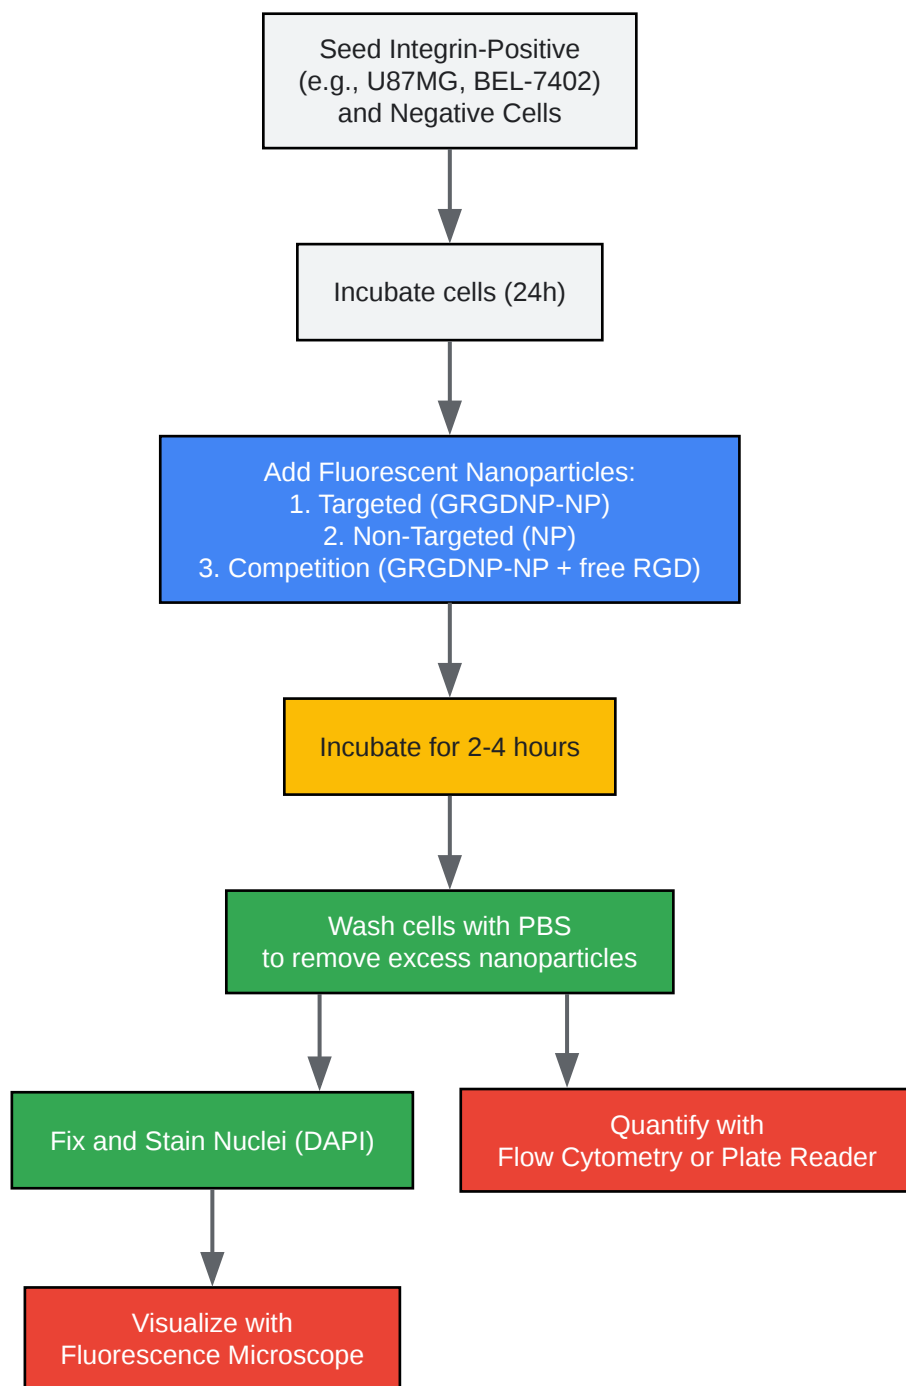 Seed Integrin-Positive
(e.g., U87MG, BEL-7402)
and Negative Cells
Incubate cells (24h)
Add Fluorescent Nanoparticles:
1. Targeted (GRGDNP-NP)
2. Non-Targeted (NP)
3. Competition (GRGDNP-NP + free RGD)
Incubate for 2-4 hours
Wash cells with PBS
to remove excess nanoparticles
Fix and Stain Nuclei (DAPI)
Quantify with
Flow Cytometry or Plate Reader
Visualize with
Fluorescence Microscope